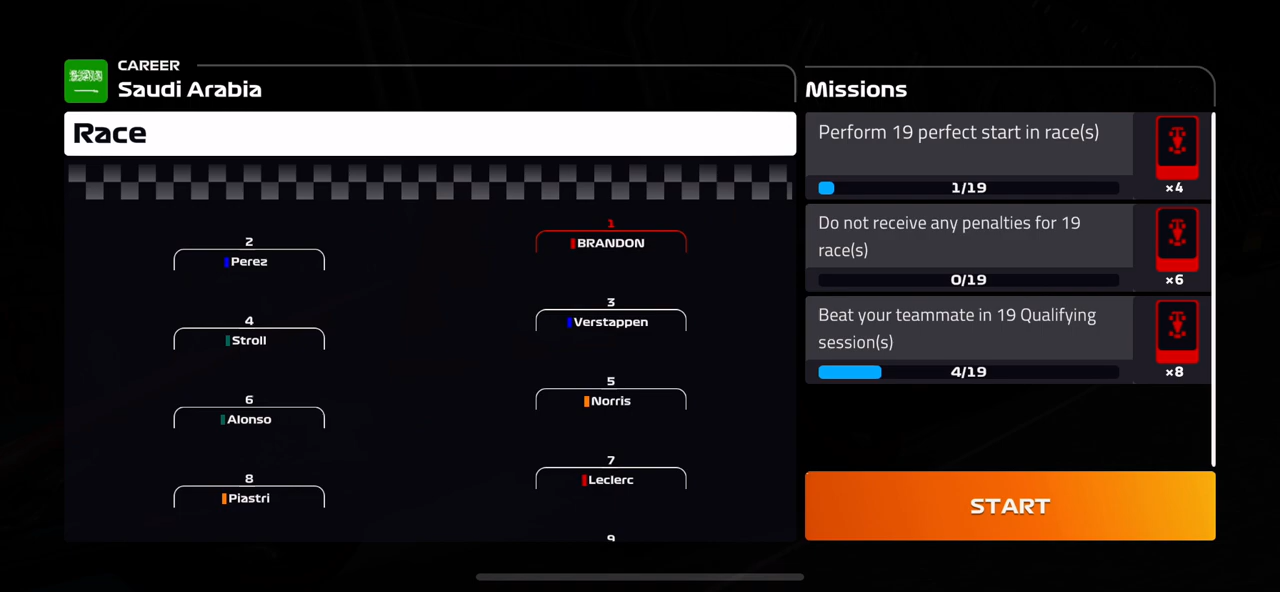 CAREER
Saudi Arabia
Race
1
BRANDON
2
Perez
3
Verstappen
4
Stroll
5
Norris
6
Alonso
7
Leclerc
8
Piastri
9
Missions
Perform 19 perfect start in race(s)
1/19
×4
Do not receive any penalties for 19
race(s)
0/19
×6
Beat your teammate in 19 Qualifying
session(s)
4/19
×8
START